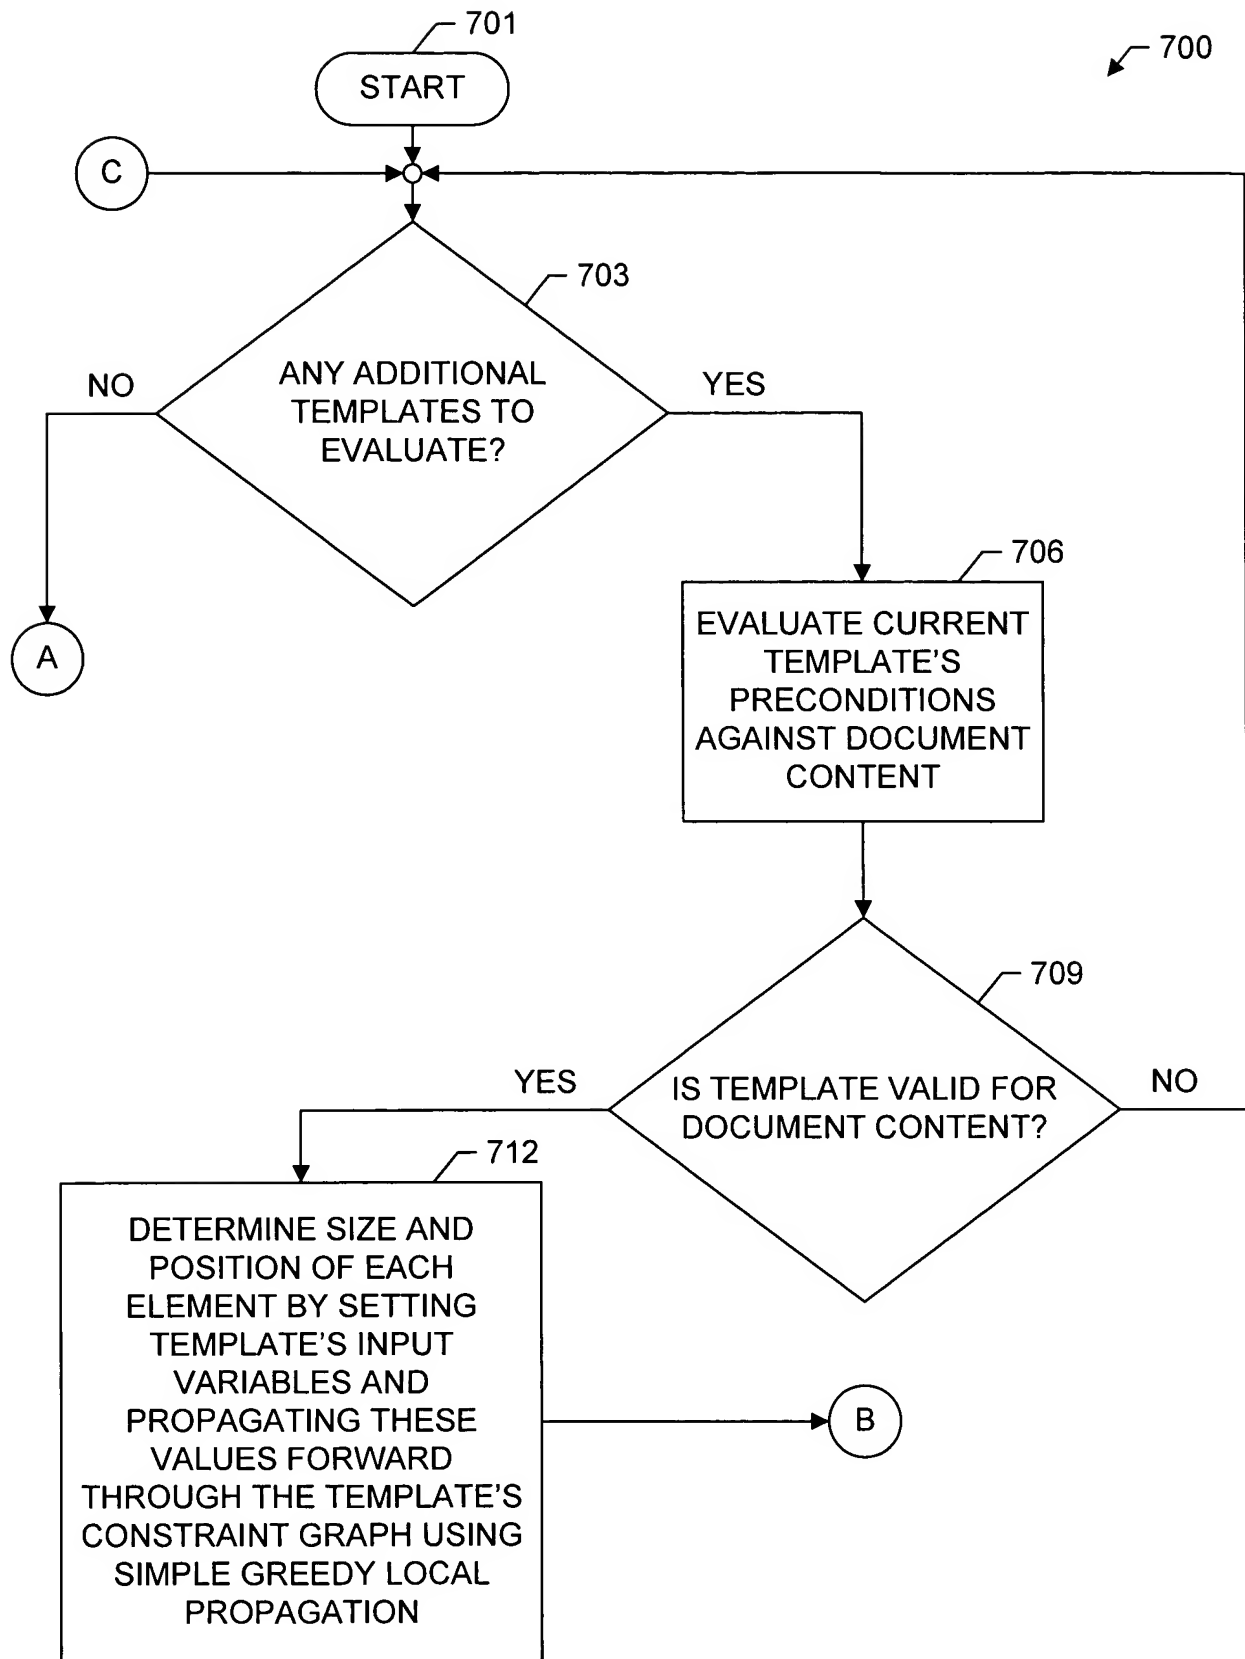 701
START
700
C
703
ANY ADDITIONAL
TEMPLATES TO
EVALUATE?
NO
YES
A
706
EVALUATE CURRENT
TEMPLATE'S
PRECONDITIONS
AGAINST DOCUMENT
CONTENT
709
IS TEMPLATE VALID FOR
DOCUMENT CONTENT?
YES
NO
712
DETERMINE SIZE AND
POSITION OF EACH
ELEMENT BY SETTING
TEMPLATE'S INPUT
VARIABLES AND
PROPAGATING THESE
VALUES FORWARD
THROUGH THE TEMPLATE'S
CONSTRAINT GRAPH USING
SIMPLE GREEDY LOCAL
PROPAGATION
B